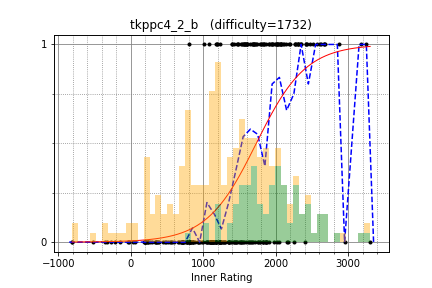 tkppc4_2_b (difficulty=1732)
1
0
−1000 0 1000 2000 3000
Inner Rating